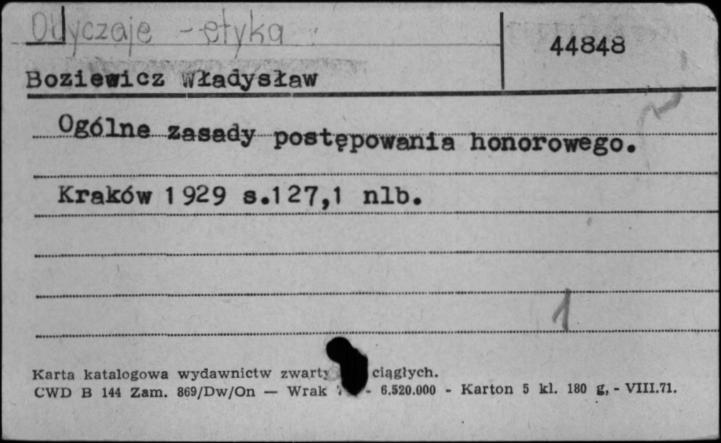 Obyczaje - etyka
44848
Boziewicz Władysław
Ogólne zasady postępowania honorowego.
Kraków 1929 s.127,1 nlb.
1
Karta katalogowa wydawnictw ciągłych.
CWD B 144 Zam. 869/Dw/On — Wrak - 6.520.000 - Karton 5 kl. 180 g, - VIII.71.